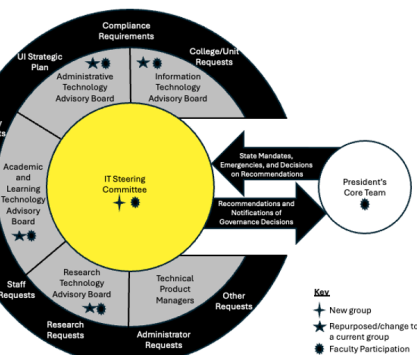 Compliance
Requirements
UI Strategic
Plan
College/Unit
Requests
Administrative
Technology
Advisory Board
Information
Technology
Advisory Board
Academic
and
Learning
Technology
Advisory
Board
IT Steering
Committee
State Mandates,
Emergencies, and Decisions
on Recommendations
Recommendations and
Notifications of
Governance Decisions
President's
Core Team
Research
Technology
Advisory Board
Technical
Product
Managers
Staff
Requests
Research
Requests
Administrator
Requests
Other
Requests
Key
New group
Repurposed/change to
a current group
Faculty Participation